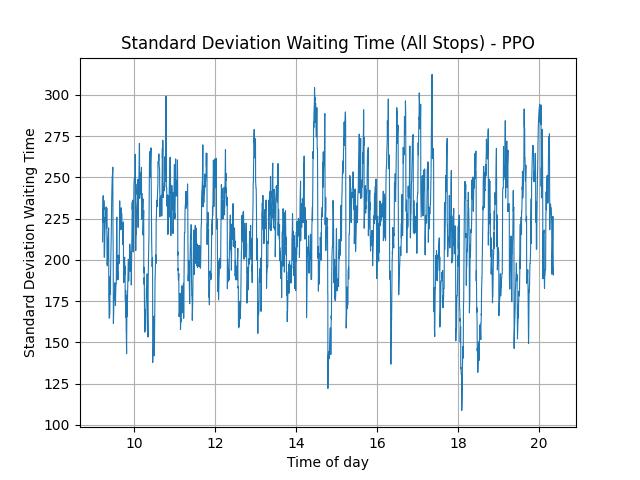 Standard Deviation Waiting Time (All Stops) - PPO
Standard Deviation Waiting Time
300
275
250
225
200
175
150
125
100
10 12 14 16 18 20
Time of day